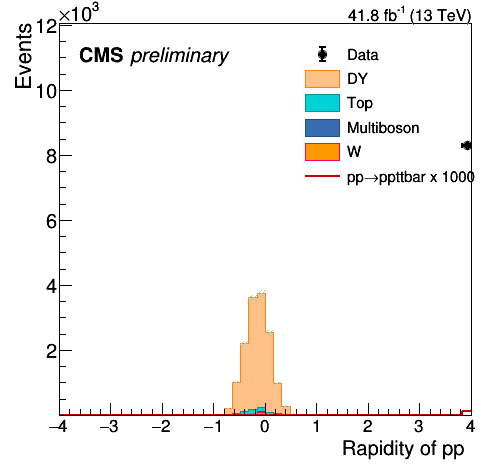 ×10³
41.8 fb⁻¹ (13 TeV)
Events
CMS preliminary
Data
DY
Top
Multiboson
W
pp→ppttbar x 1000
12
10
8
6
4
2
−4 −3 −2 −1 0 1 2 3 4
Rapidity of pp